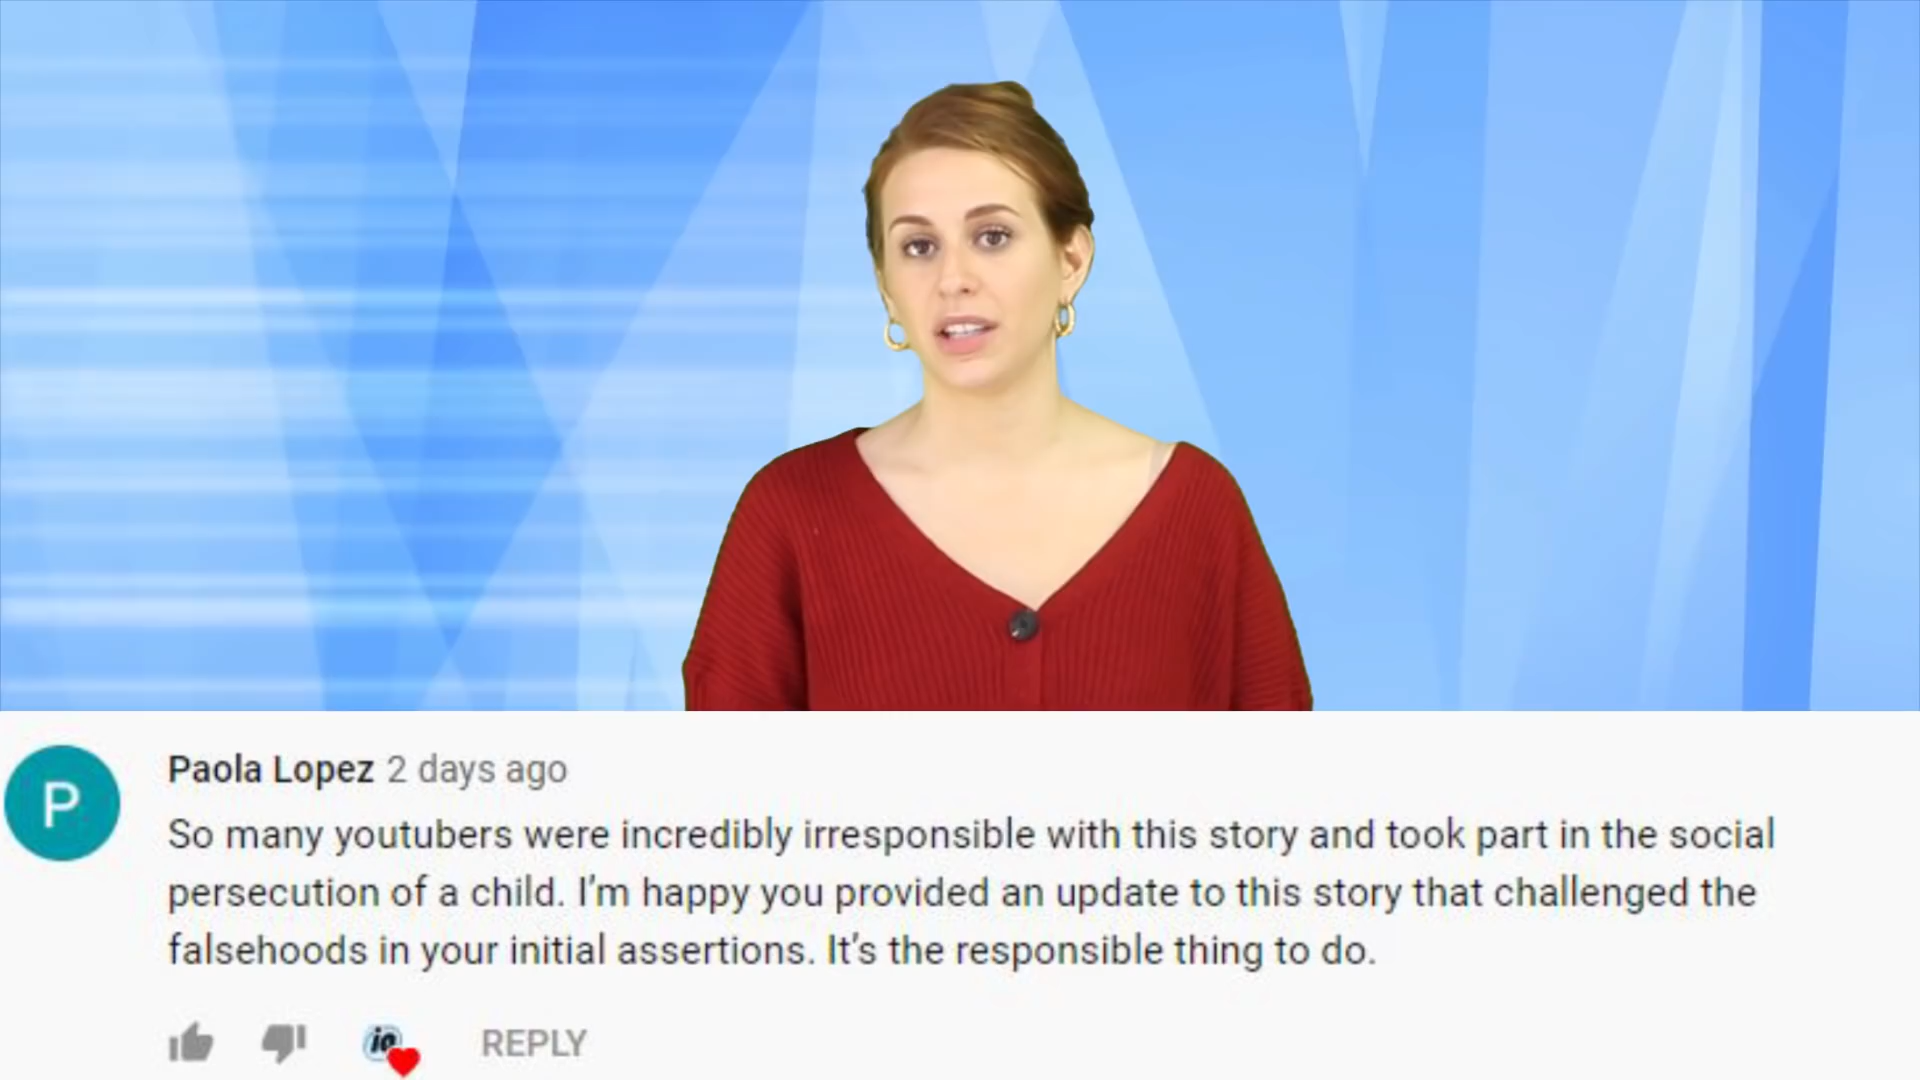 P
Paola Lopez 2 days ago
So many youtubers were incredibly irresponsible with this story and took part in the social
persecution of a child. I'm happy you provided an update to this story that challenged the
falsehoods in your initial assertions. It's the responsible thing to do.
io REPLY